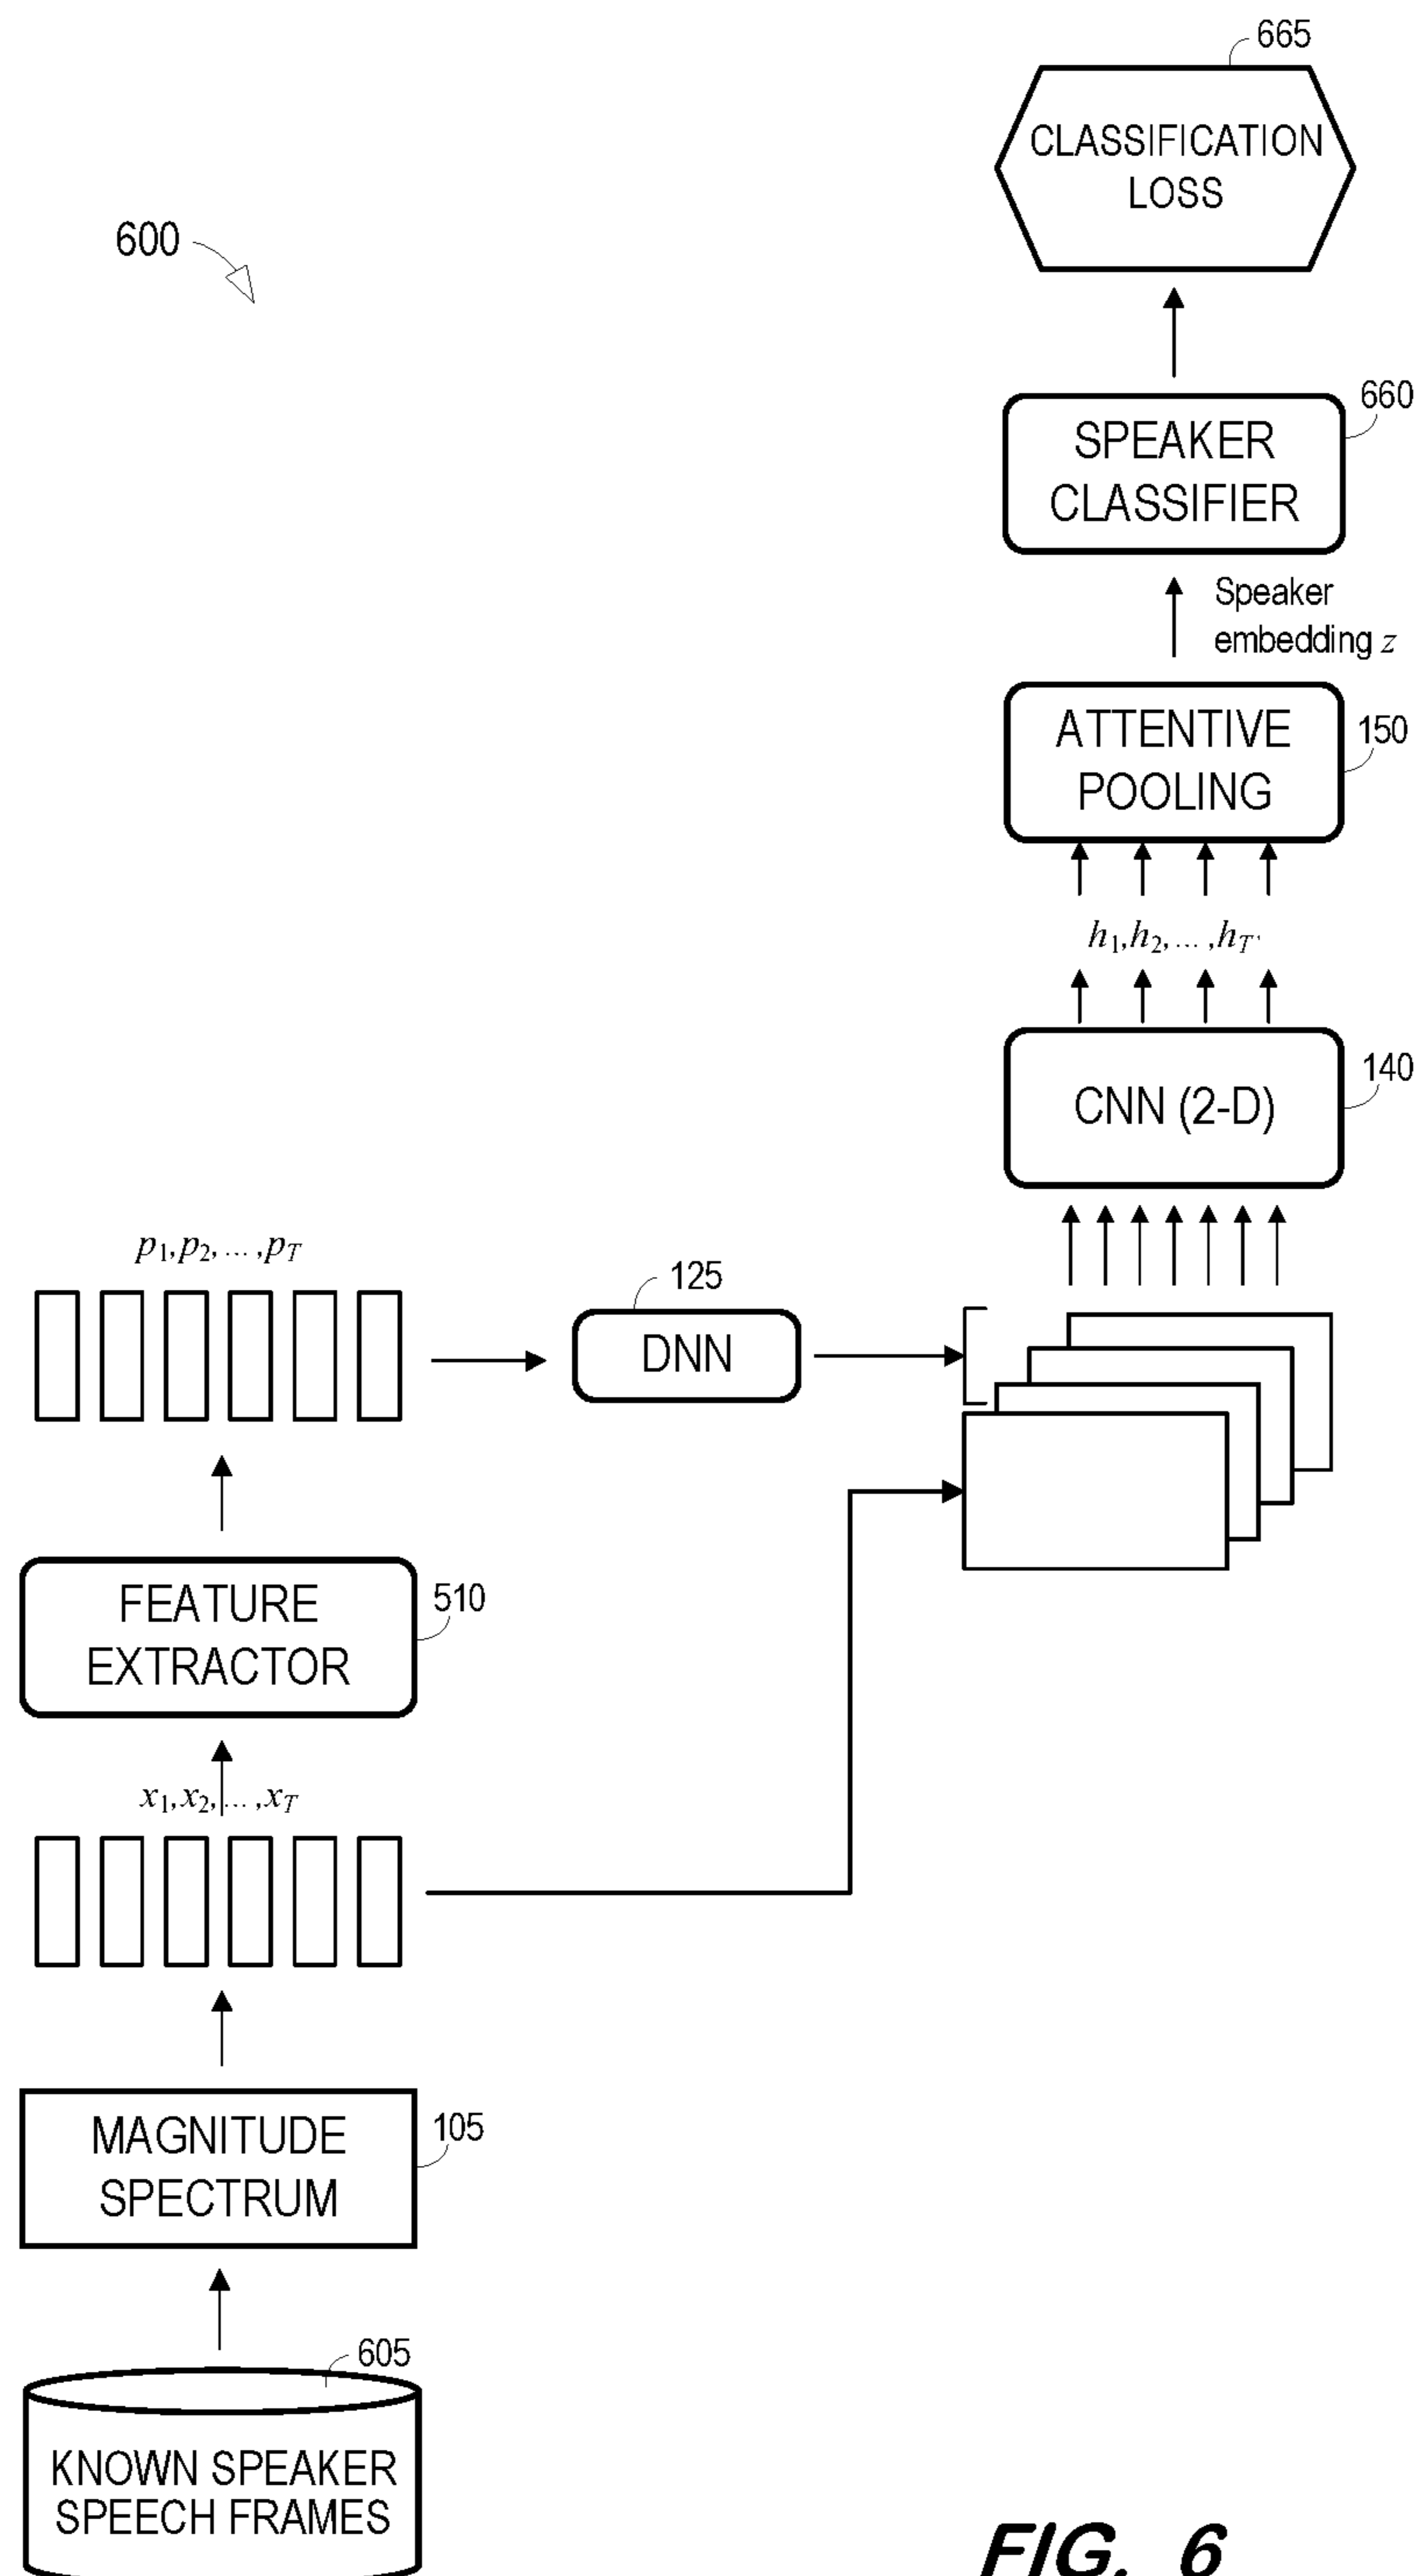 665
CLASSIFICATION
LOSS
600
660
SPEAKER
CLASSIFIER
Speaker
embedding z
ATTENTIVE
POOLING
150
h1,h2,... ,hT'
CNN (2-D)
140
p1,p2,... ,pT
125
DNN
FEATURE
EXTRACTOR
510
x1,x2,... ,xT
MAGNITUDE
SPECTRUM
105
605
KNOWN SPEAKER
SPEECH FRAMES
FIG. 6